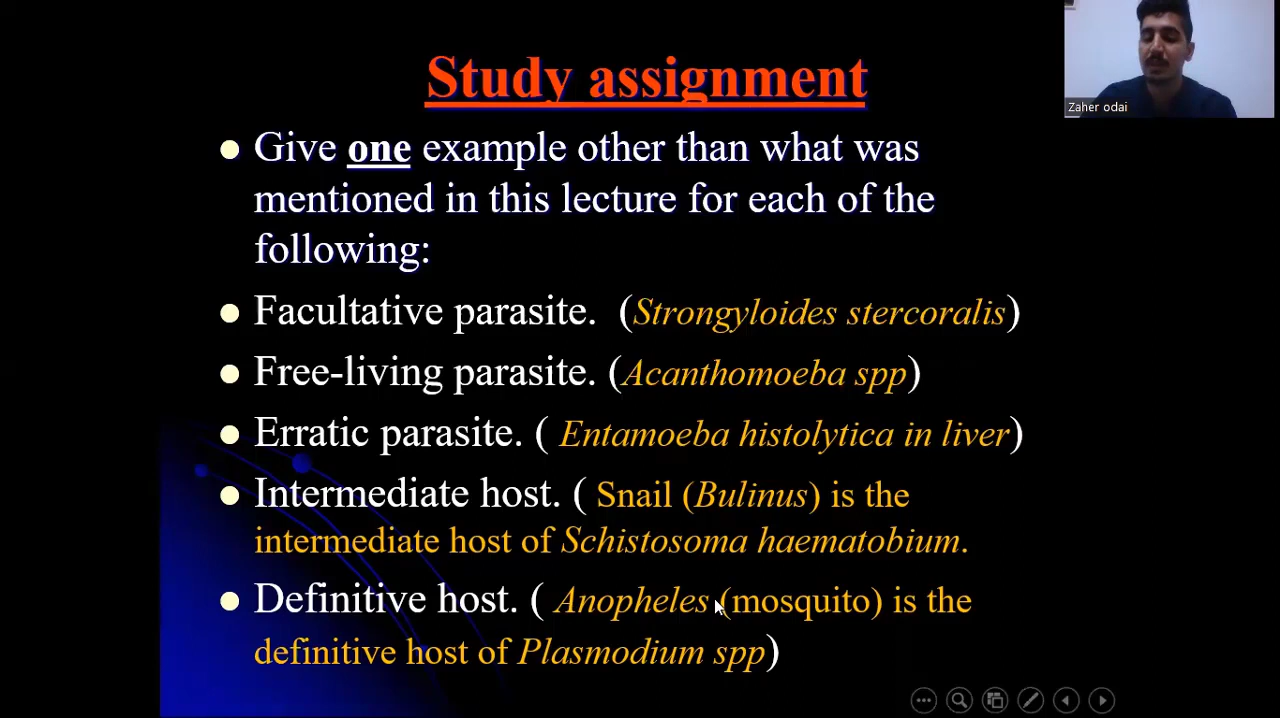 Study assignment
Zaher odai
Give one example other than what was
mentioned in this lecture for each of the
following:
Facultative parasite. (Strongyloides stercoralis)
Free-living parasite. (Acanthomoeba spp)
Erratic parasite. ( Entamoeba histolytica in liver)
Intermediate host. ( Snail (Bulinus) is the
intermediate host of Schistosoma haematobium.
Definitive host. ( Anopheles (mosquito) is the
definitive host of Plasmodium spp)